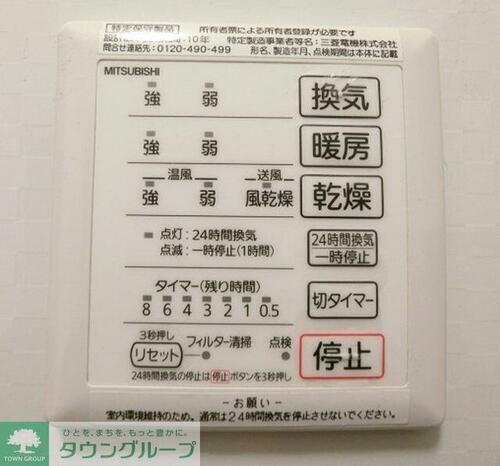 特定保守製品 所有者票による所有者登録が必要です
10年 特定製造事業者等名：三菱電機株式会社
問合せ連絡先：0120-490-499 形名、製造年月、点検期間は本体に記載
MITSUBISHI
強 弱 換気
強 弱 暖房
温風 送風
強 弱 風乾燥 乾燥
点灯：24時間換気
点滅：一時停止(1時間)
24時間換気
一時停止
タイマー(残り時間)
8 6 4 3 2 1 0.5
切タイマー
3秒押し
リセット フィルター清掃 点検
停止
24時間換気の停止は停止ボタンを3秒押し
－お願い－
室内環境維持のため、通常は24時間換気を停止させないでください。
TOWN GROUP
ひとを、まちを、もっと豊かに。
タウングループ